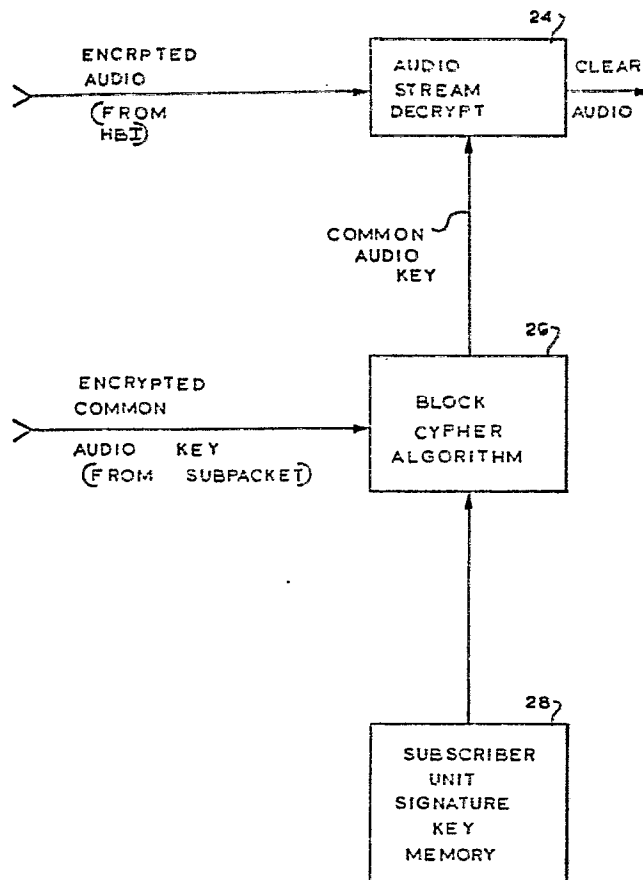 24
ENCRPTED
AUDIO
(FROM
HBI)
AUDIO
STREAM
DECRYPT
CLEAR
AUDIO
COMMON
AUDIO
KEY
26
ENCRYPTED
COMMON
AUDIO KEY
(FROM SUBPACKET)
BLOCK
CYPHER
ALGORITHM
28
SUBSCRIBER
UNIT
SIGNATURE
KEY
MEMORY